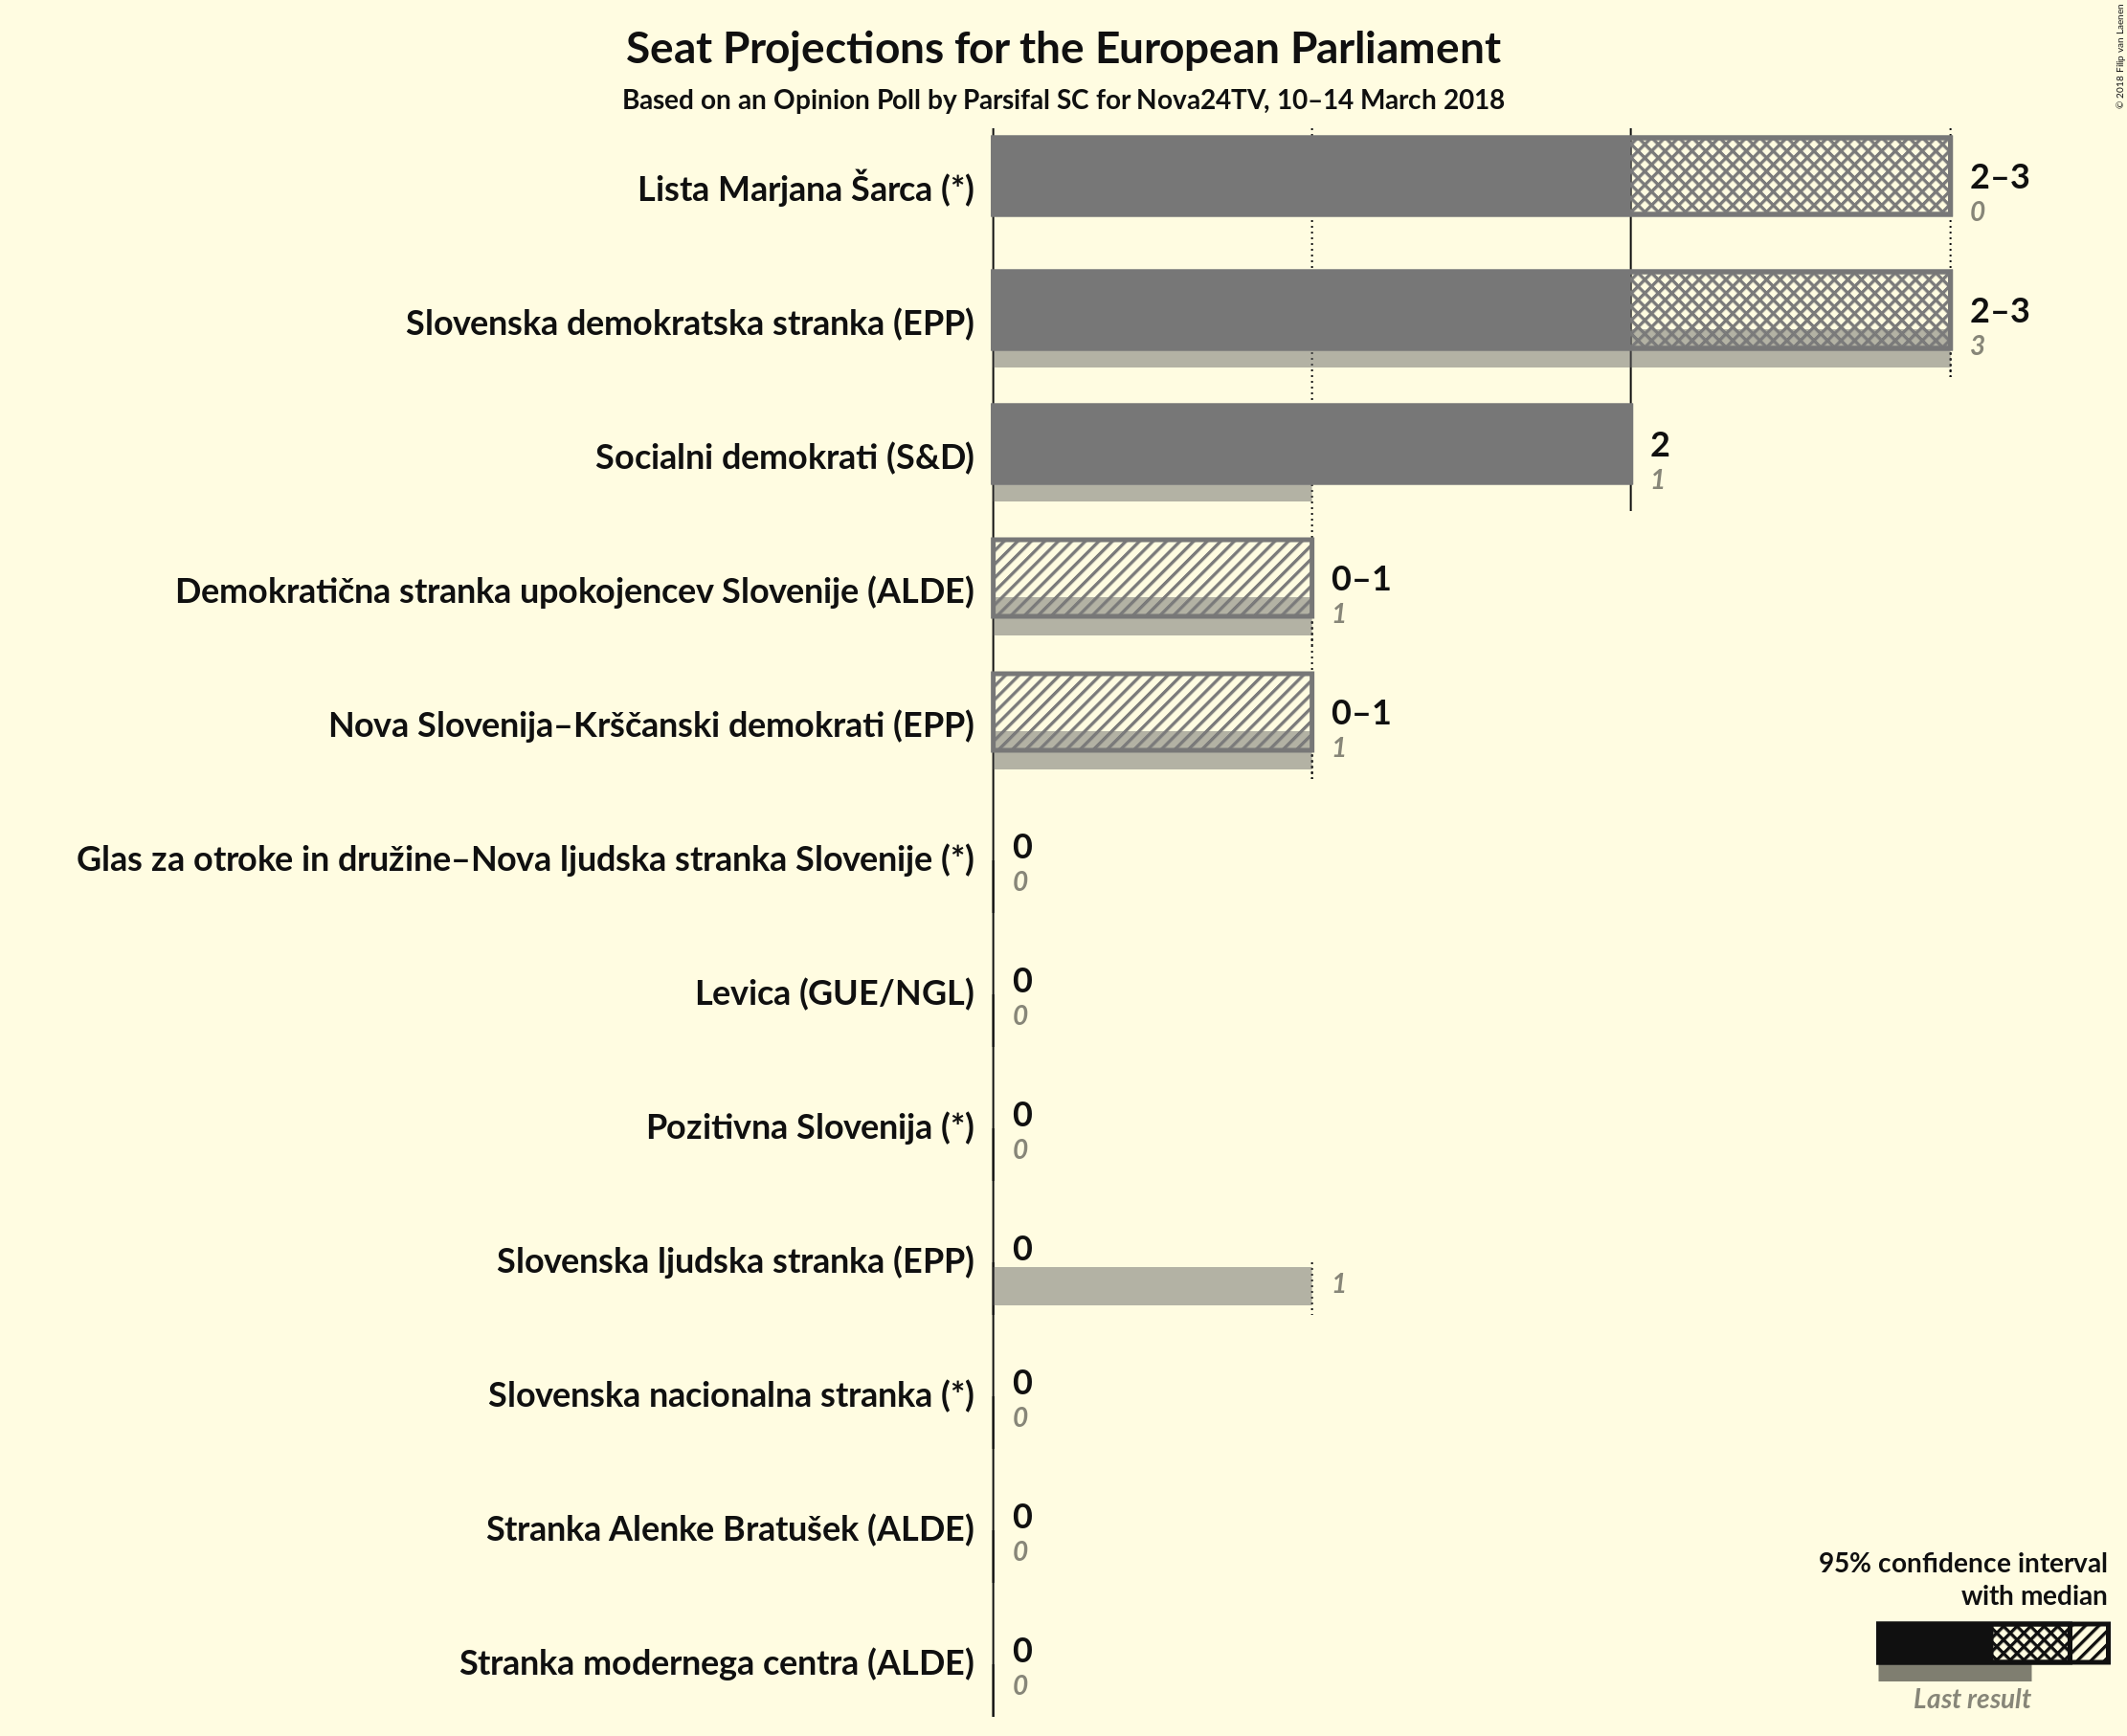 Seat Projections for the European Parliament
Based on an Opinion Poll by Parsifal SC for Nova24TV, 10–14 March 2018
© 2018 Filip van Laenen
Lista Marjana Šarca (*)
2–3
0
Slovenska demokratska stranka (EPP)
2–3
3
Socialni demokrati (S&D)
2
1
Demokratična stranka upokojencev Slovenije (ALDE)
0–1
1
Nova Slovenija–Krščanski demokrati (EPP)
0–1
1
Glas za otroke in družine–Nova ljudska stranka Slovenije (*)
0
0
Levica (GUE/NGL)
0
0
Pozitivna Slovenija (*)
0
0
Slovenska ljudska stranka (EPP)
0
1
Slovenska nacionalna stranka (*)
0
0
Stranka Alenke Bratušek (ALDE)
0
0
Stranka modernega centra (ALDE)
0
0
95% confidence interval
with median
Last result